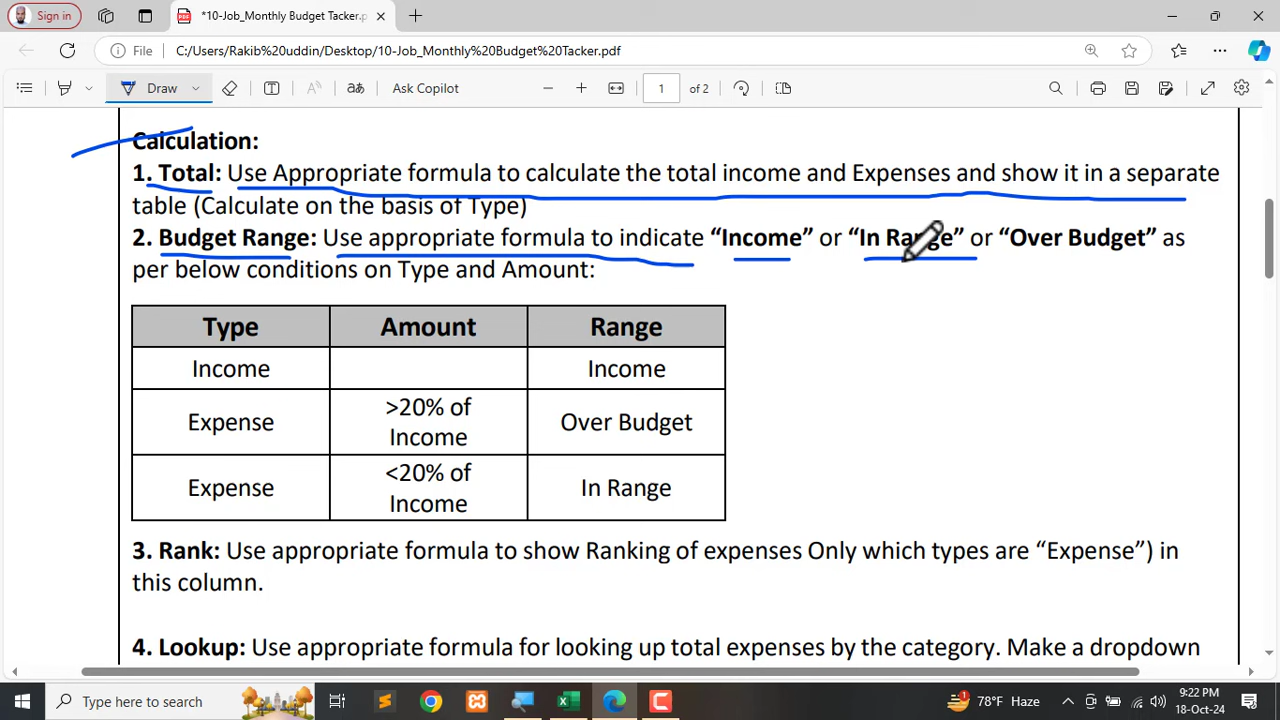 Sign in
*10-Job_Monthly Budget Tacker.p
File
C:/Users/Rakib%20uddin/Desktop/10-Job_Monthly%20Budget%20Tacker.pdf
Draw
Ask Copilot
1 of 2
Calculation:
1. Total: Use Appropriate formula to calculate the total income and Expenses and show it in a separate
table (Calculate on the basis of Type)
2. Budget Range: Use appropriate formula to indicate “Income” or “In Range” or “Over Budget” as
per below conditions on Type and Amount:
Type Amount Range
Income Income
Expense >20% of Income Over Budget
Expense <20% of Income In Range
3. Rank: Use appropriate formula to show Ranking of expenses Only which types are “Expense”) in
this column.
4. Lookup: Use appropriate formula for looking up total expenses by the category. Make a dropdown
Type here to search
78°F Haze
9:22 PM
18-Oct-24